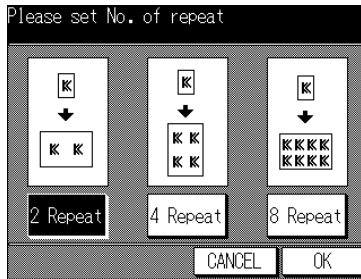 Please set No. of repeat
K K K
K K K K K K K K
K K K K K K
2 Repeat 4 Repeat 8 Repeat
CANCEL OK